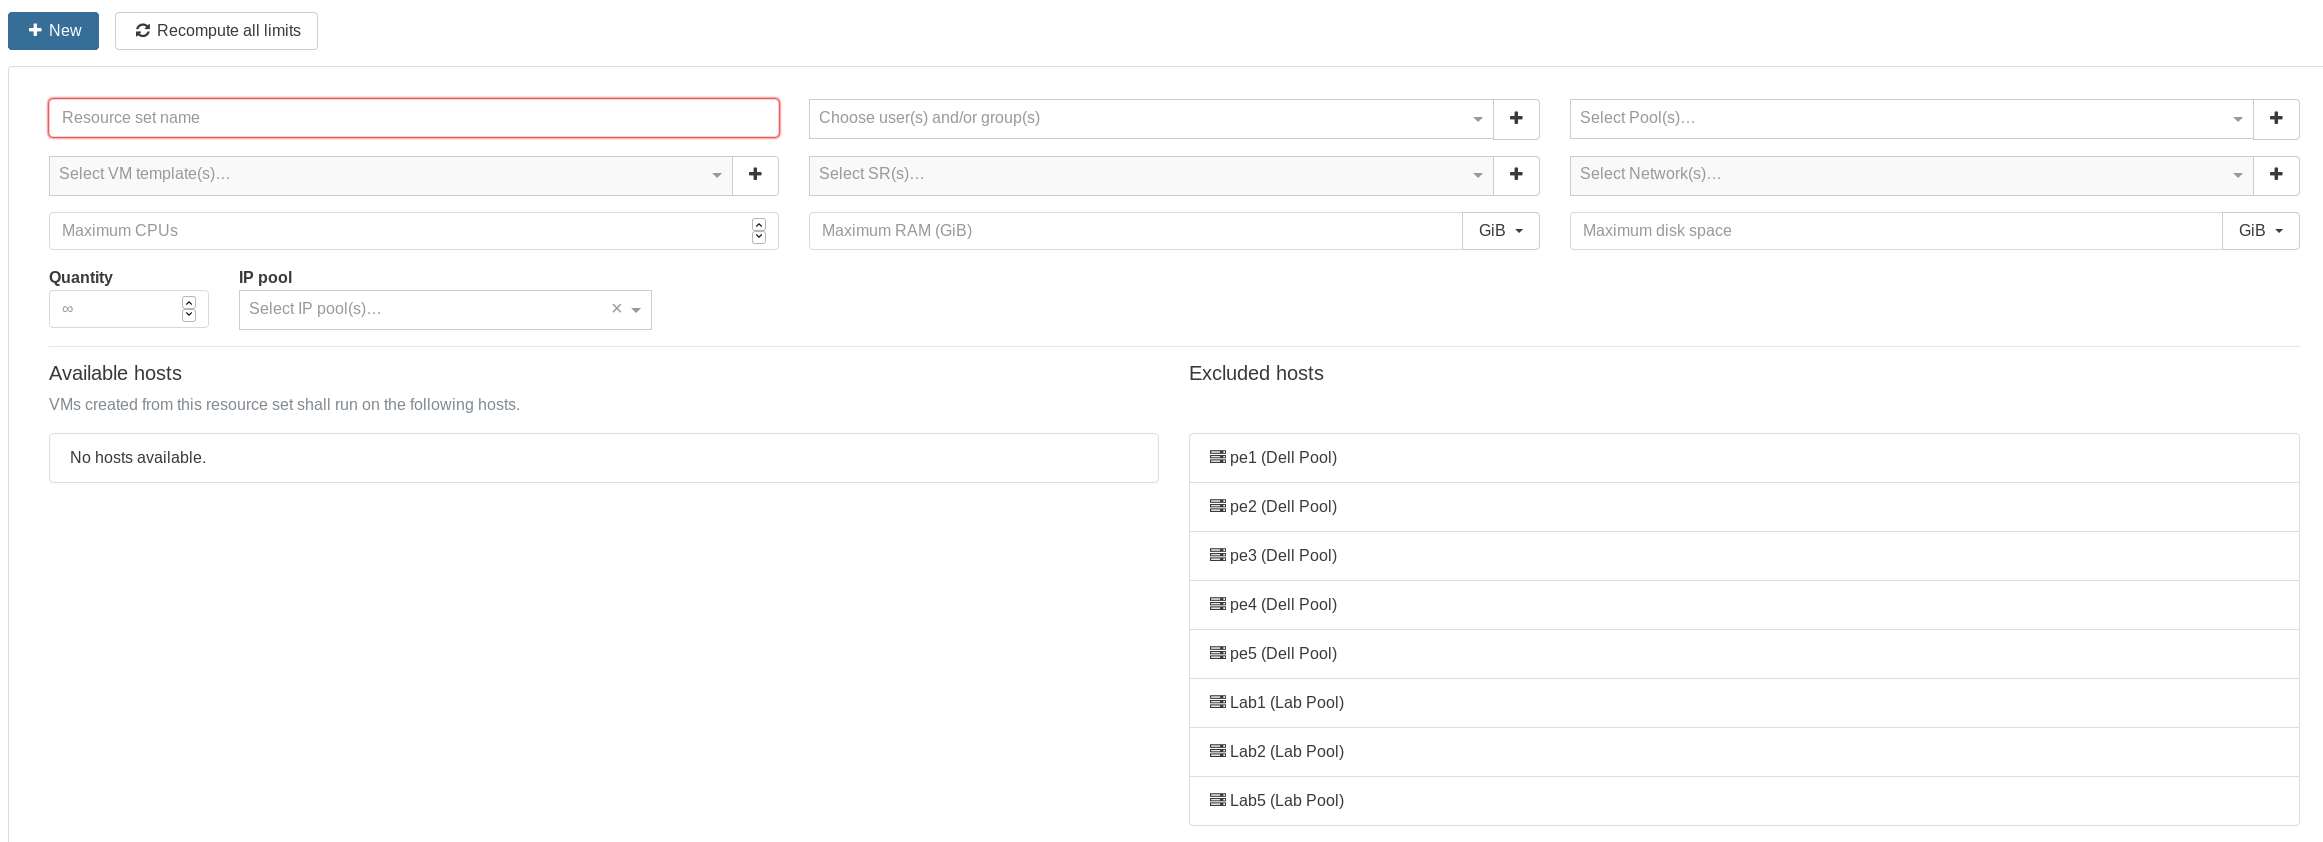 New
Recompute all limits
Resource set name
Choose user(s) and/or group(s)
Select Pool(s)…
Select VM template(s)…
Select SR(s)…
Select Network(s)…
Maximum CPUs
Maximum RAM (GiB)
GiB
Maximum disk space
GiB
Quantity
IP pool
∞
Select IP pool(s)…
Available hosts
Excluded hosts
VMs created from this resource set shall run on the following hosts.
No hosts available.
pe1 (Dell Pool)
pe2 (Dell Pool)
pe3 (Dell Pool)
pe4 (Dell Pool)
pe5 (Dell Pool)
Lab1 (Lab Pool)
Lab2 (Lab Pool)
Lab5 (Lab Pool)